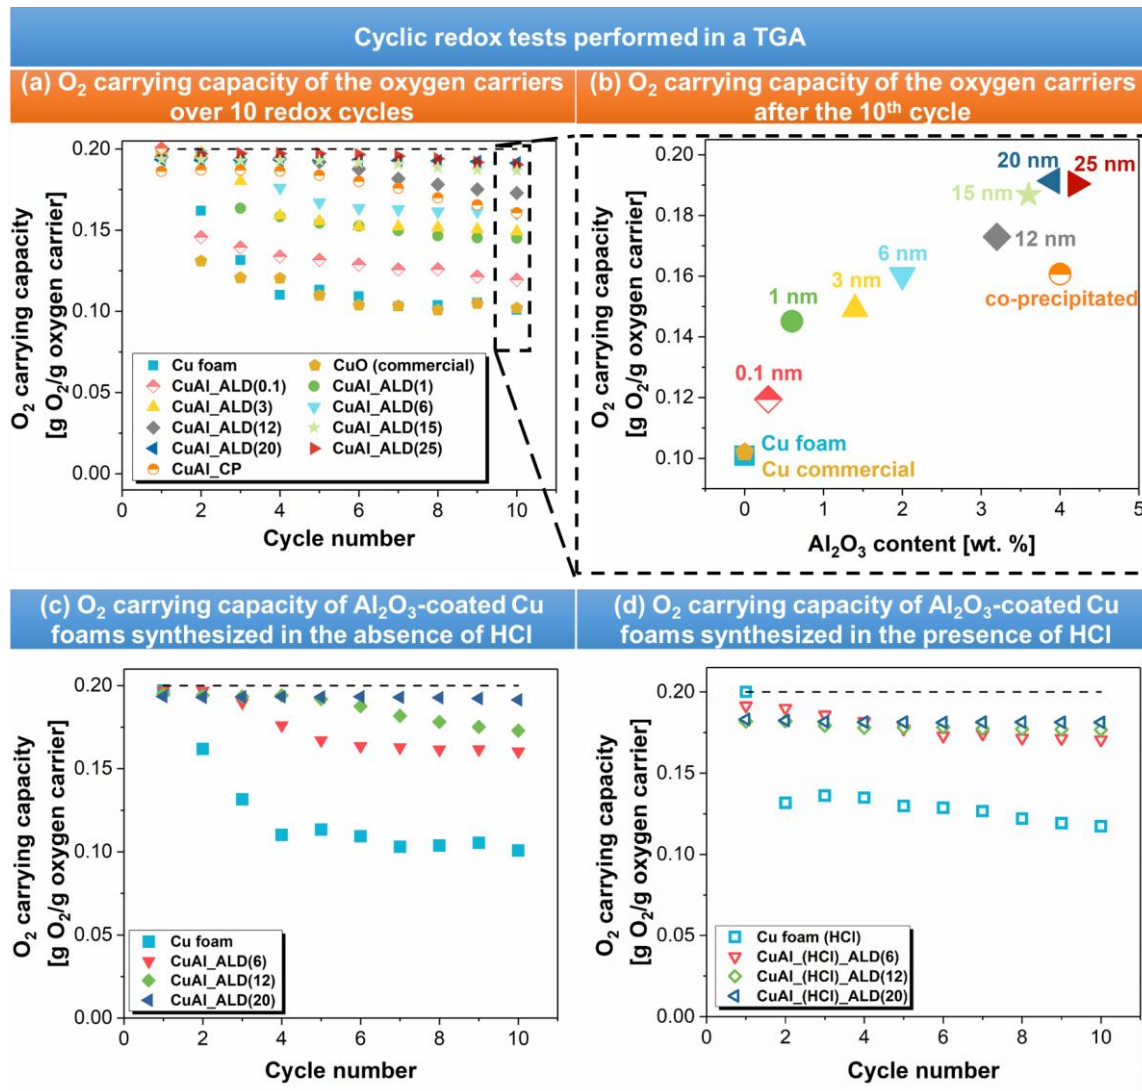 Cyclic redox tests performed in a TGA
(a) O₂ carrying capacity of the oxygen carriers
over 10 redox cycles
0.20
0.15
0.10
0.05
0.00
O₂ carrying capacity
[g O₂/g oxygen carrier]
Cu foam
CuO (commercial)
CuAl_ALD(0.1)
CuAl_ALD(1)
CuAl_ALD(3)
CuAl_ALD(6)
CuAl_ALD(12)
CuAl_ALD(15)
CuAl_ALD(20)
CuAl_ALD(25)
CuAl_CP
0 2 4 6 8 10
Cycle number
(b) O₂ carrying capacity of the oxygen carriers
after the 10th cycle
0.20
0.18
0.16
0.14
0.12
0.10
O₂ carrying capacity
[g O₂/g oxygen carrier]
20 nm
25 nm
15 nm
12 nm
6 nm
co-precipitated
3 nm
1 nm
0.1 nm
Cu foam
Cu commercial
0 1 2 3 4 5
Al₂O₃ content [wt. %]
(c) O₂ carrying capacity of Al₂O₃-coated Cu
foams synthesized in the absence of HCl
0.20
0.15
0.10
0.05
0.00
O₂ carrying capacity
[g O₂/g oxygen carrier]
Cu foam
CuAl_ALD(6)
CuAl_ALD(12)
CuAl_ALD(20)
0 2 4 6 8 10
Cycle number
(d) O₂ carrying capacity of Al₂O₃-coated Cu
foams synthesized in the presence of HCl
0.20
0.15
0.10
0.05
0.00
O₂ carrying capacity
[g O₂/g oxygen carrier]
Cu foam (HCl)
CuAl_(HCl)_ALD(6)
CuAl_(HCl)_ALD(12)
CuAl_(HCl)_ALD(20)
0 2 4 6 8 10
Cycle number